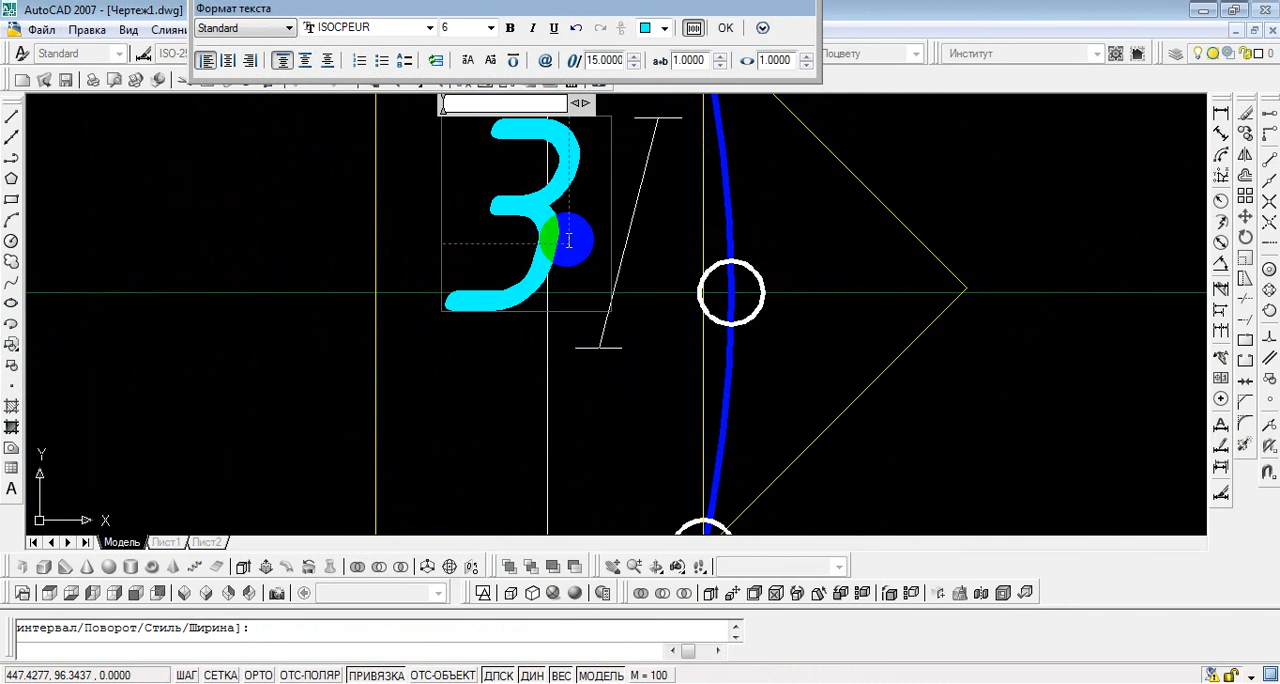 AutoCAD 2007 - [Чертеж1.dwg]
Формат текста
Файл Правка Вид
Standard ISOCPEUR 6 B I U OK
Standard Поцвету Институт 0
15.0000 a+b 1.0000 1.0000
3
Y
X
Модель Лист1 Лист2
интервал/Поворот/Стиль/Ширина]:
447.4277, 96.3437 , 0.0000 ШАГ СЕТКА ОРТО ОТС-ПОЛЯР ПРИВЯЗКА ОТС-ОБЪЕКТ ДПСК ДИН ВЕС МОДЕЛЬ М = 100